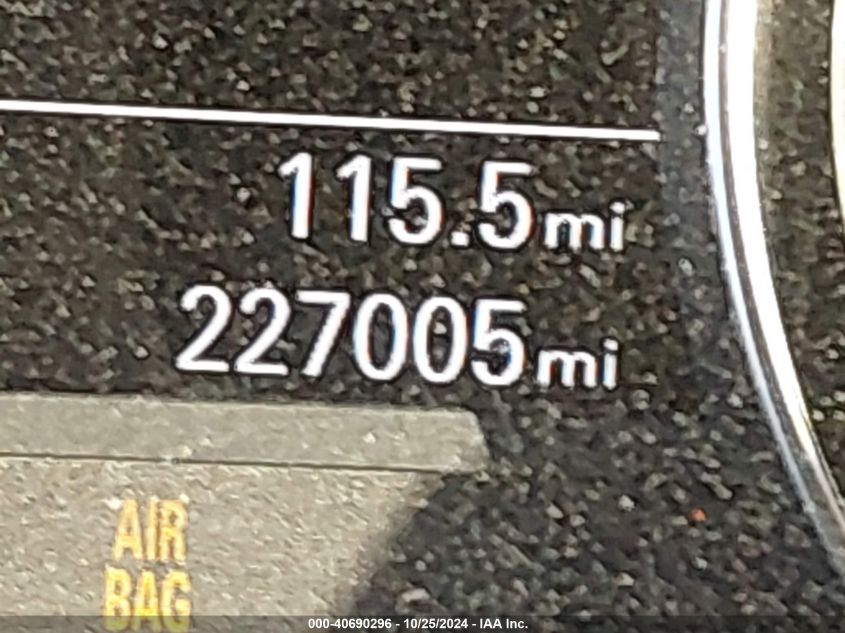 115.5mi
227005mi
AIR
BAG
000-40690296 - 10/25/2024 - IAA Inc.